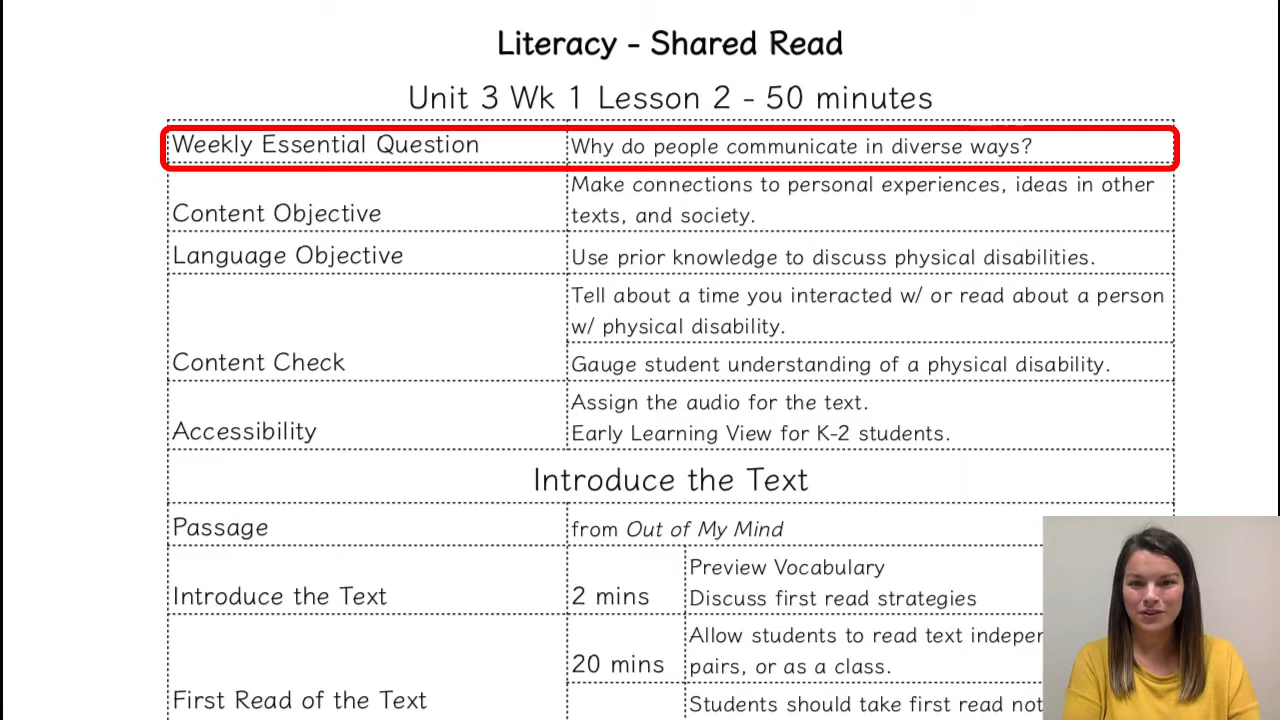 Literacy - Shared Read
Unit 3 Wk 1 Lesson 2 - 50 minutes
Weekly Essential Question
Why do people communicate in diverse ways?
Content Objective
Make connections to personal experiences, ideas in other
texts, and society.
Language Objective
Use prior knowledge to discuss physical disabilities.
Content Check
Tell about a time you interacted w/ or read about a person
w/ physical disability.
Gauge student understanding of a physical disability.
Accessibility
Assign the audio for the text.
Early Learning View for K-2 students.
Introduce the Text
Passage
from Out of My Mind
Introduce the Text
2 mins
Preview Vocabulary
Discuss first read strategies
First Read of the Text
20 mins
Allow students to read text indepen
pairs, or as a class.
Students should take first read not